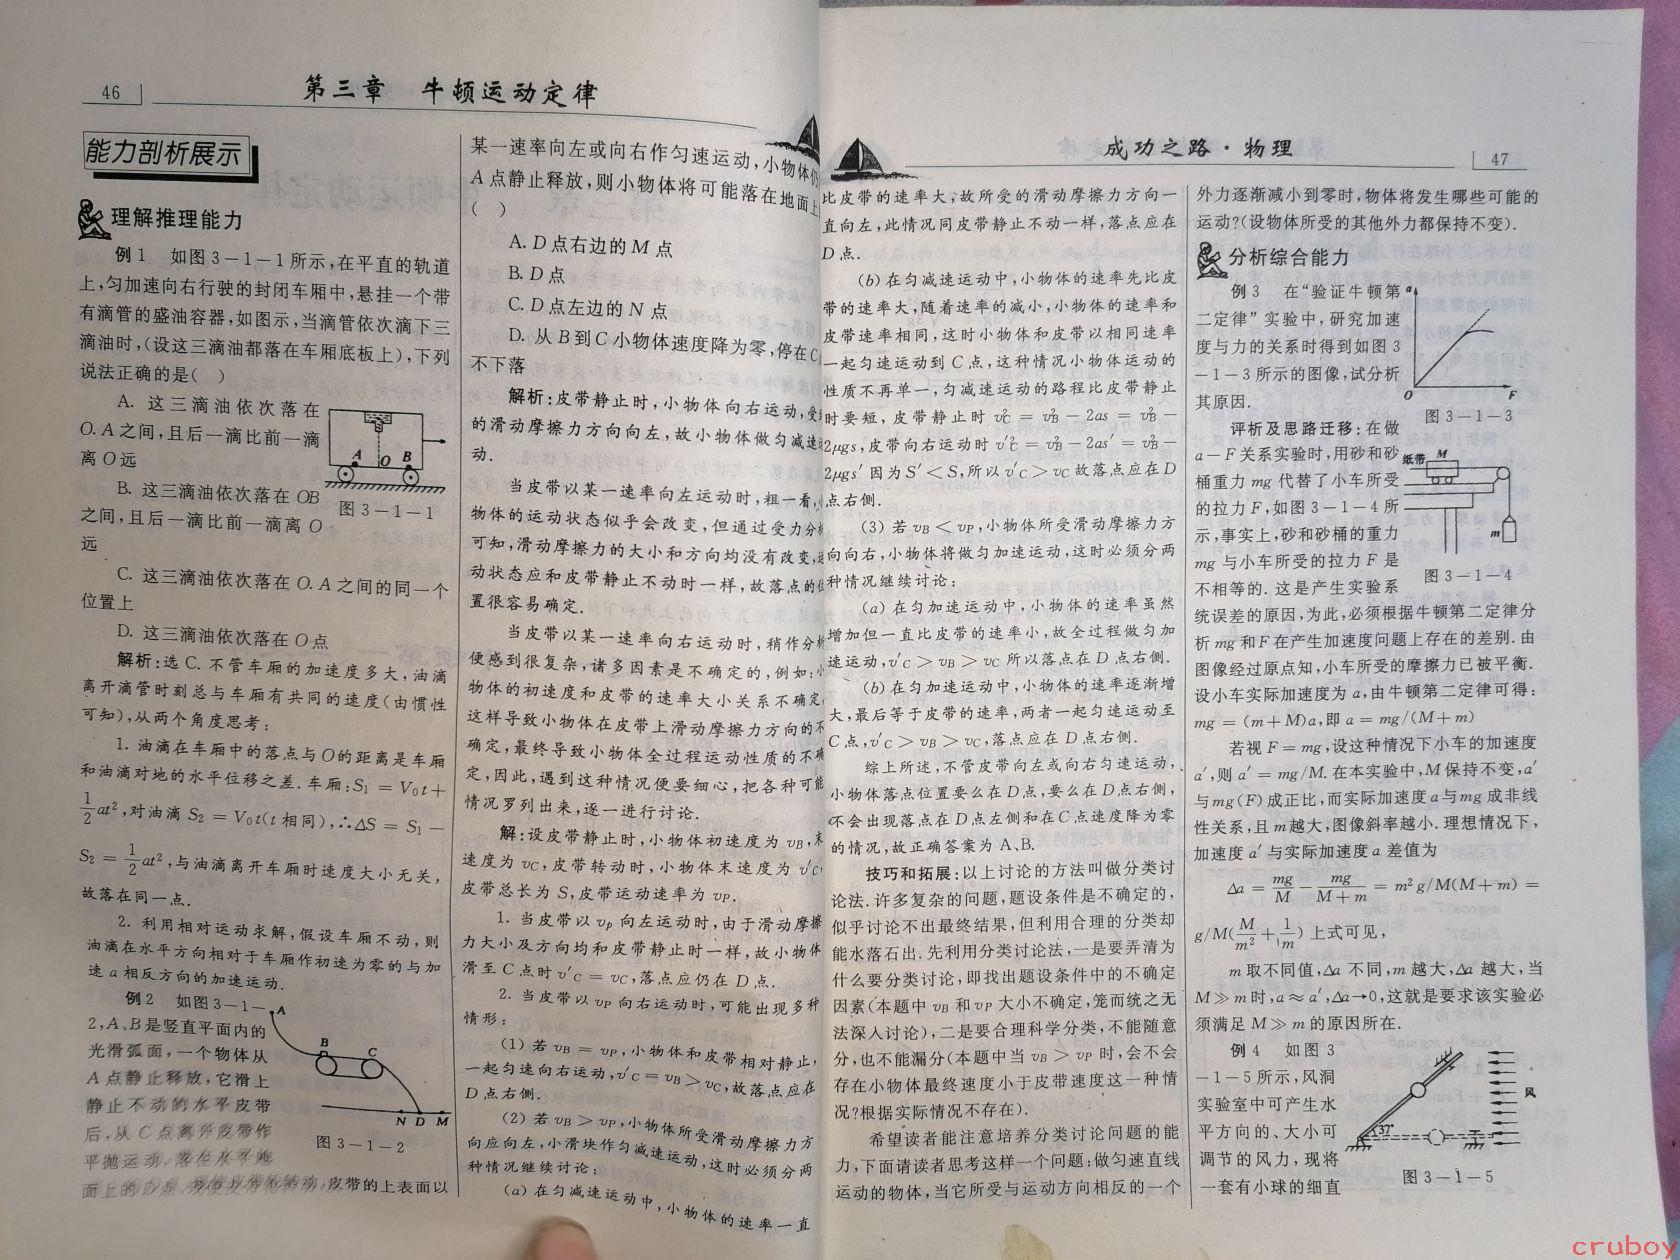 46
第三章 牛顿运动定律
能力剖析展示
理解推理能力
例1 如图3-1-1所示,在平直的轨道
上,匀加速向右行驶的封闭车厢中,悬挂一个带
有滴管的盛油容器,如图示,当滴管依次滴下三
滴油时,(设这三滴油都落在车厢底板上),下列
说法正确的是( )
A. 这三滴油依次落在
O.A之间,且后一滴比前一滴
离O远
B. 这三滴油依次落在OB
之间,且后一滴比前一滴离O
远
A O B
图3-1-1
C. 这三滴油依次落在O.A之间的同一个
位置上
D. 这三滴油依次落在O点
解析:选C.不管车厢的加速度多大,油滴
离开滴管时刻总与车厢有共同的速度(由惯性
可知),从两个角度思考:
1. 油滴在车厢中的落点与O的距离是车厢
和油滴对地的水平位移之差.车厢:S₁=V₀t+
1/2at²,对油滴S₂=V₀t(t相同),∴ΔS=S₁-
S₂=1/2at²,与油滴离开车厢时速度大小无关,
故落在同一点.
2. 利用相对运动求解,假设车厢不动,则
油滴在水平方向相对于车厢作初速为零的与加
速a相反方向的加速运动.
例2 如图3-1-
2,A、B是竖直平面内的
光滑弧面,一个物体从
A点静止释放,它滑上
静止不动的水平皮带
后,从C点离开皮带作
平抛运动,落在水平地
面上的D点,现使皮带轮转动,皮带的上表面以
A
B C
N D M
图3-1-2
某一速率向左或向右作匀速运动,小物体仍
A点静止释放,则小物体将可能落在地面上
( )
A. D点右边的M点
B. D点
C. D点左边的N点
D. 从B到C小物体速度降为零,停在C
不下落
解析:皮带静止时,小物体向右运动,受
的滑动摩擦力方向向左,故小物体做匀减速
动.
当皮带以某一速率向左运动时,粗一看,
物体的运动状态似乎会改变,但通过受力分析
可知,滑动摩擦力的大小和方向均没有改变,
动状态应和皮带静止不动时一样,故落点的位
置很容易确定.
当皮带以某一速率向右运动时,稍作分析
便感到很复杂,诸多因素是不确定的,例如:小
物体的初速度和皮带的速率大小关系不确定,
这样导致小物体在皮带上滑动摩擦力方向的不
确定,最终导致小物体全过程运动性质的不确
定,因此,遇到这种情况便要细心,把各种可能
情况罗列出来,逐一进行讨论.
解:设皮带静止时,小物体初速度为vB,末
速度为vC,皮带转动时,小物体末速度为v′C,
皮带总长为S,皮带运动速率为vP.
1. 当皮带以vp向左运动时,由于滑动摩擦
力大小及方向均和皮带静止时一样,故小物体
滑至C点时v′C=vC,落点应仍在D点.
2. 当皮带以vP向右运动时,可能出现多种
情形:
(1) 若vB=vP,小物体和皮带相对静止,
一起匀速向右运动,v′C=vB>vC,故落点应在
D点右侧.
(2) 若vB>vP,小物体所受滑动摩擦力方
向应向左,小滑块作匀减速运动,这时必须分两
种情况继续讨论:
(a) 在匀减速运动中,小物体的速率一直
成功之路·物理
47
比皮带的速率大,故所受的滑动摩擦力方向一
直向左,此情况同皮带静止不动一样,落点应在
D点.
(b) 在匀减速运动中,小物体的速率先比皮
带的速率大,随着速率的减小,小物体的速率和
皮带速率相同,这时小物体和皮带以相同速率
一起匀速运动到C点,这种情况小物体运动的
性质不再单一,匀减速运动的路程比皮带静止
时要短,皮带静止时v²C=v²B-2as=v²B-
2μgs,皮带向右运动时v′²C=v²B-2as′=v²B-
2μgs′因为S′<S,所以v′C>vC故落点应在D
点右侧.
(3) 若vB<vP,小物体所受滑动摩擦力方
向向右,小物体将做匀加速运动,这时必须分两
种情况继续讨论:
(a) 在匀加速运动中,小物体的速率虽然
增加但一直比皮带的速率小,故全过程做匀加
速运动,v′C>vB>vC所以落点在D点右侧.
(b) 在匀加速运动中,小物体的速率逐渐增
大,最后等于皮带的速率,两者一起匀速运动至
C点,v′C>vB>vC,落点应在D点右侧.
综上所述,不管皮带向左或向右匀速运动,
小物体落点位置要么在D点,要么在D点右侧,
不会出现落点在D点左侧和在C点速度降为零
的情况,故正确答案为A、B.
技巧和拓展:以上讨论的方法叫做分类讨
论法.许多复杂的问题,题设条件是不确定的,
似乎讨论不出最终结果,但利用合理的分类却
能水落石出.先利用分类讨论法,一是要弄清为
什么要分类讨论,即找出题设条件中的不确定
因素(本题中vB和vP大小不确定,笼而统之无
法深入讨论),二是要合理科学分类,不能随意
分,也不能漏分(本题中当vB>vP时,会不会
存在小物体最终速度小于皮带速度这一种情
况?根据实际情况不存在).
希望读者能注意培养分类讨论问题的能
力,下面请读者思考这样一个问题:做匀速直线
运动的物体,当它所受与运动方向相反的一个
外力逐渐减小到零时,物体将发生哪些可能的
运动?(设物体所受的其他外力都保持不变).
分析综合能力
例3 在“验证牛顿第
二定律”实验中,研究加速
度与力的关系时得到如图3
-1-3所示的图像,试分析
其原因.
a
O F
图3-1-3
评析及思路迁移:在做
a-F关系实验时,用砂和砂
桶重力mg代替了小车所受
的拉力F,如图3-1-4所
示,事实上,砂和砂桶的重力
mg与小车所受的拉力F是
不相等的.这是产生实验系
纸带 M
m
图3-1-4
统误差的原因,为此,必须根据牛顿第二定律分
析mg和F在产生加速度问题上存在的差别.由
图像经过原点知,小车所受的摩擦力已被平衡.
设小车实际加速度为a,由牛顿第二定律可得:
mg=(m+M)a,即a=mg/(M+m)
若视F=mg,设这种情况下小车的加速度
a′,则a′=mg/M.在本实验中,M保持不变,a′
与mg(F)成正比,而实际加速度a与mg成非线
性关系,且m越大,图像斜率越小.理想情况下,
加速度a′与实际加速度a差值为
Δa=mg/M-mg/(M+m)=m²g/M(M+m)=
g/M(M/m²+1/m)上式可见,
m取不同值,Δa不同,m越大,Δa越大,当
M≫m时,a≈a′,Δa→0,这就是要求该实验必
须满足M≫m的原因所在.
例4 如图3
-1-5所示,风洞
实验室中可产生水
平方向的、大小可
调节的风力,现将
一套有小球的细直
37°
风
图3-1-5
cruboy